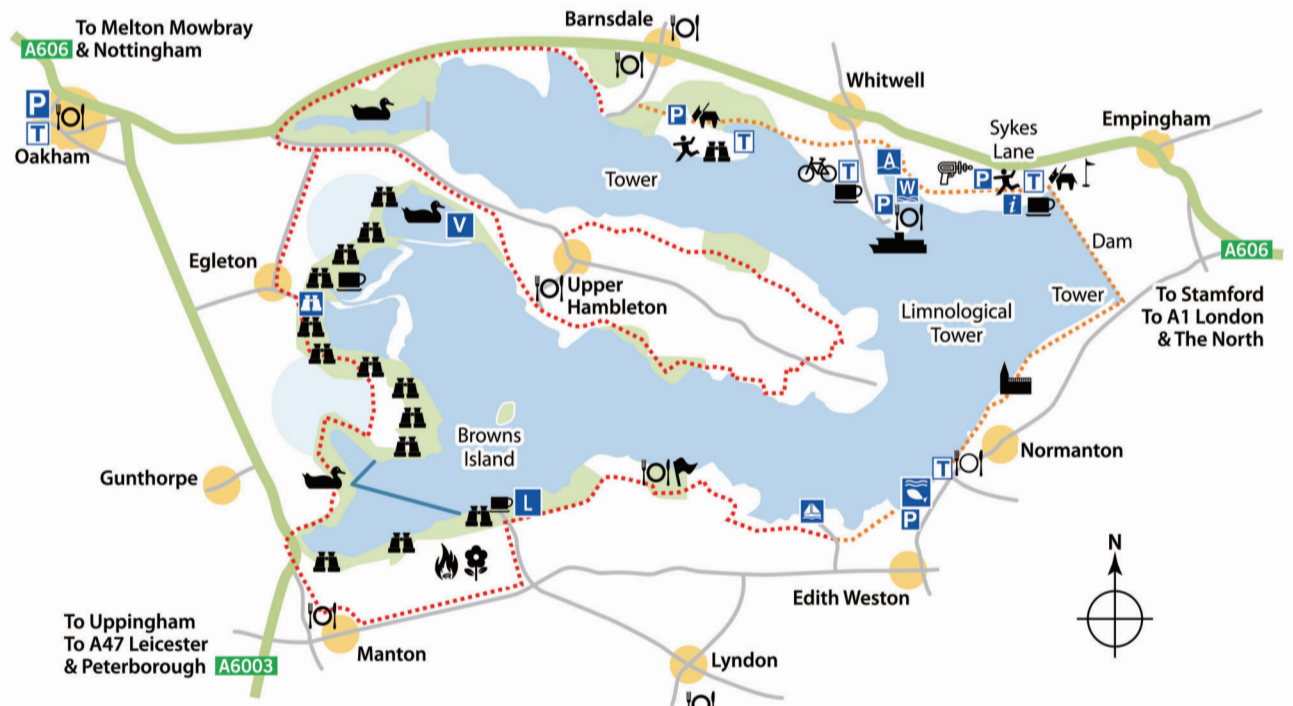 To Melton Mowbray
A606 & Nottingham
Barnsdale
Whitwell
Sykes
Lane
Empingham
P
T
Oakham
P
T
Tower
T
A
W
P
P
T
i
V
Dam
A606
Egleton
Upper
Hambleton
Limnological
Tower
Tower
To Stamford
To A1 London
& The North
Browns
Island
Normanton
Gunthorpe
T
L
P
N
Edith Weston
To Uppingham
To A47 Leicester
& Peterborough A6003
Manton
Lyndon